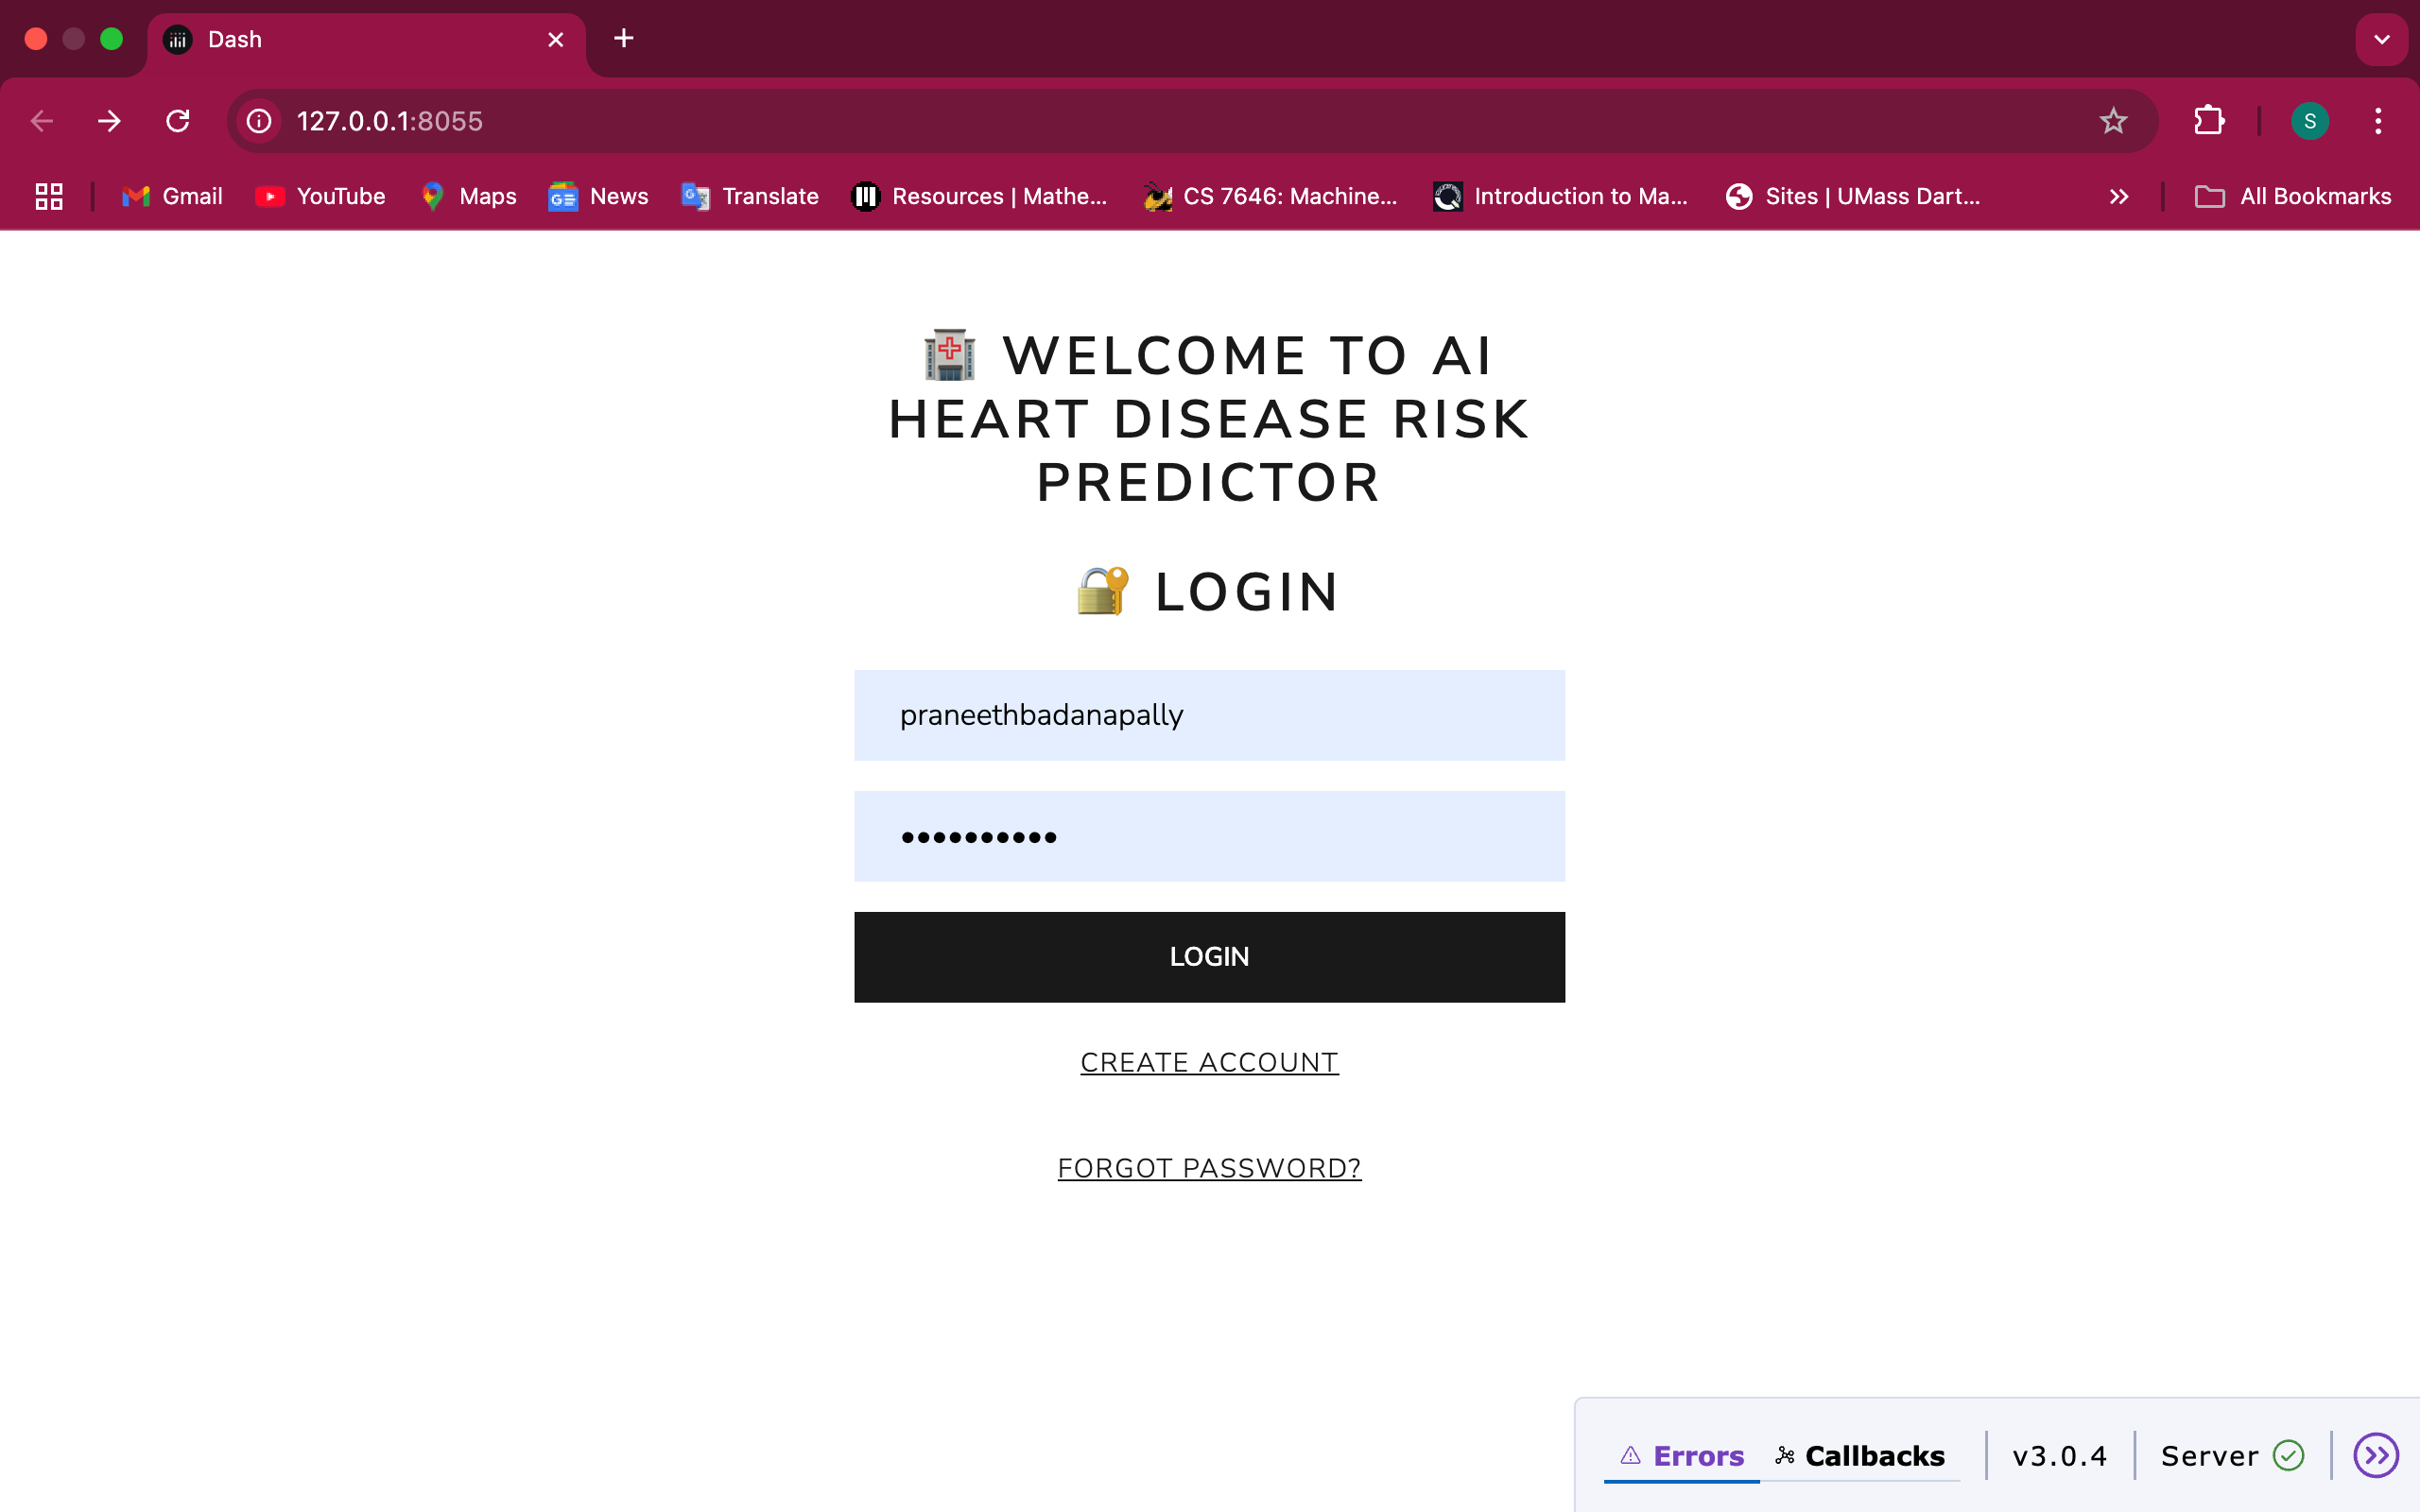 Dash
127.0.0.1:8055
S
Gmail YouTube Maps News Translate Resources | Mathe... CS 7646: Machine... Introduction to Ma... Sites | UMass Dart... All Bookmarks
🏥 WELCOME TO AI
HEART DISEASE RISK
PREDICTOR
🔐 LOGIN
praneethbadanapally
••••••••••
LOGIN
CREATE ACCOUNT
FORGOT PASSWORD?
Errors Callbacks v3.0.4 Server